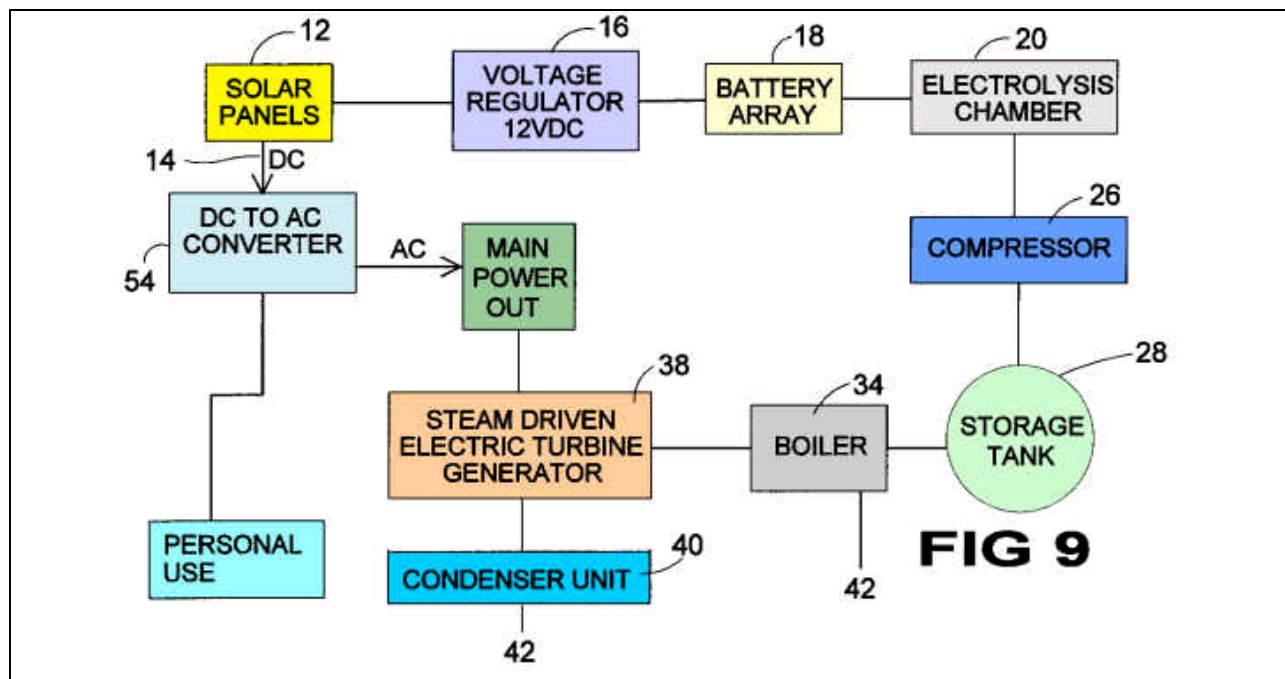 12
16
18
20
SOLAR
PANELS
VOLTAGE
REGULATOR
12VDC
BATTERY
ARRAY
ELECTROLYSIS
CHAMBER
14
DC
DC TO AC
CONVERTER
54
AC
MAIN
POWER
OUT
26
COMPRESSOR
38
34
28
STEAM DRIVEN
ELECTRIC TURBINE
GENERATOR
BOILER
STORAGE
TANK
PERSONAL
USE
CONDENSER UNIT
40
42
42
FIG 9